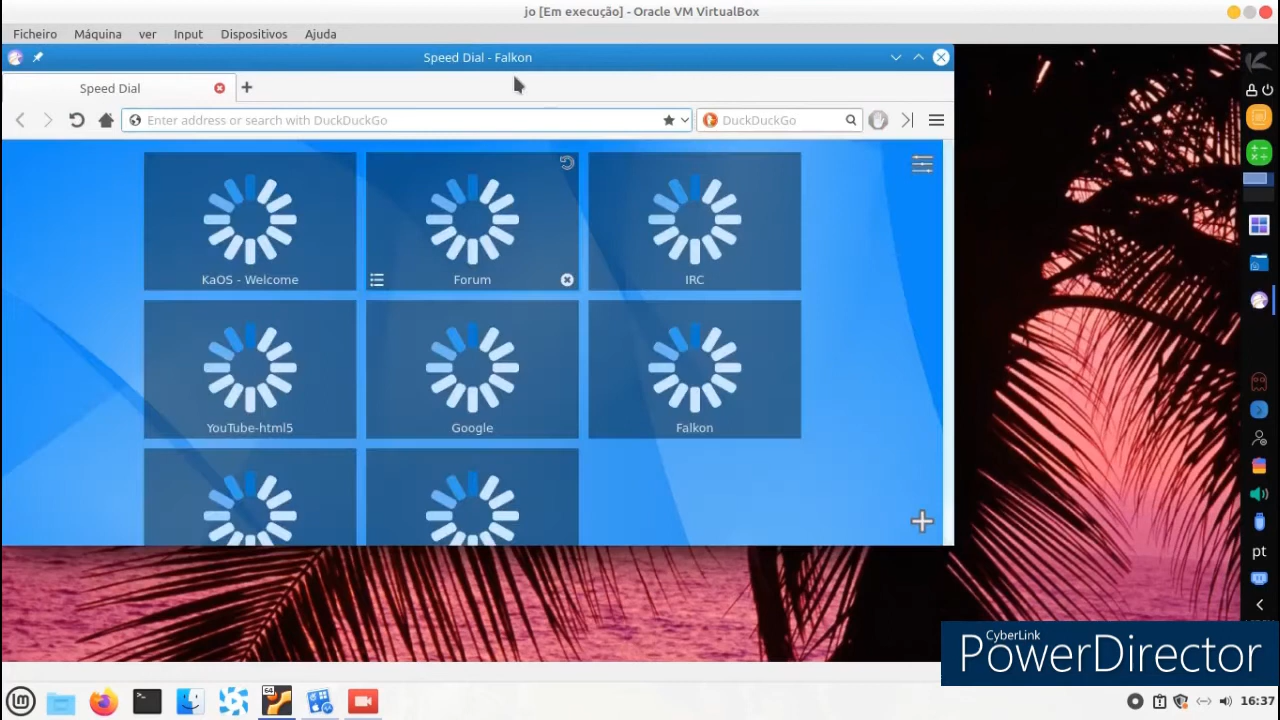 jo [Em execução] - Oracle VM VirtualBox
Ficheiro Máquina ver Input Dispositivos Ajuda
Speed Dial - Falkon
Speed Dial
Enter address or search with DuckDuckGo
DuckDuckGo
KaOS - Welcome
Forum
IRC
YouTube-html5
Google
Falkon
pt
CyberLink
PowerDirector
64
16:37